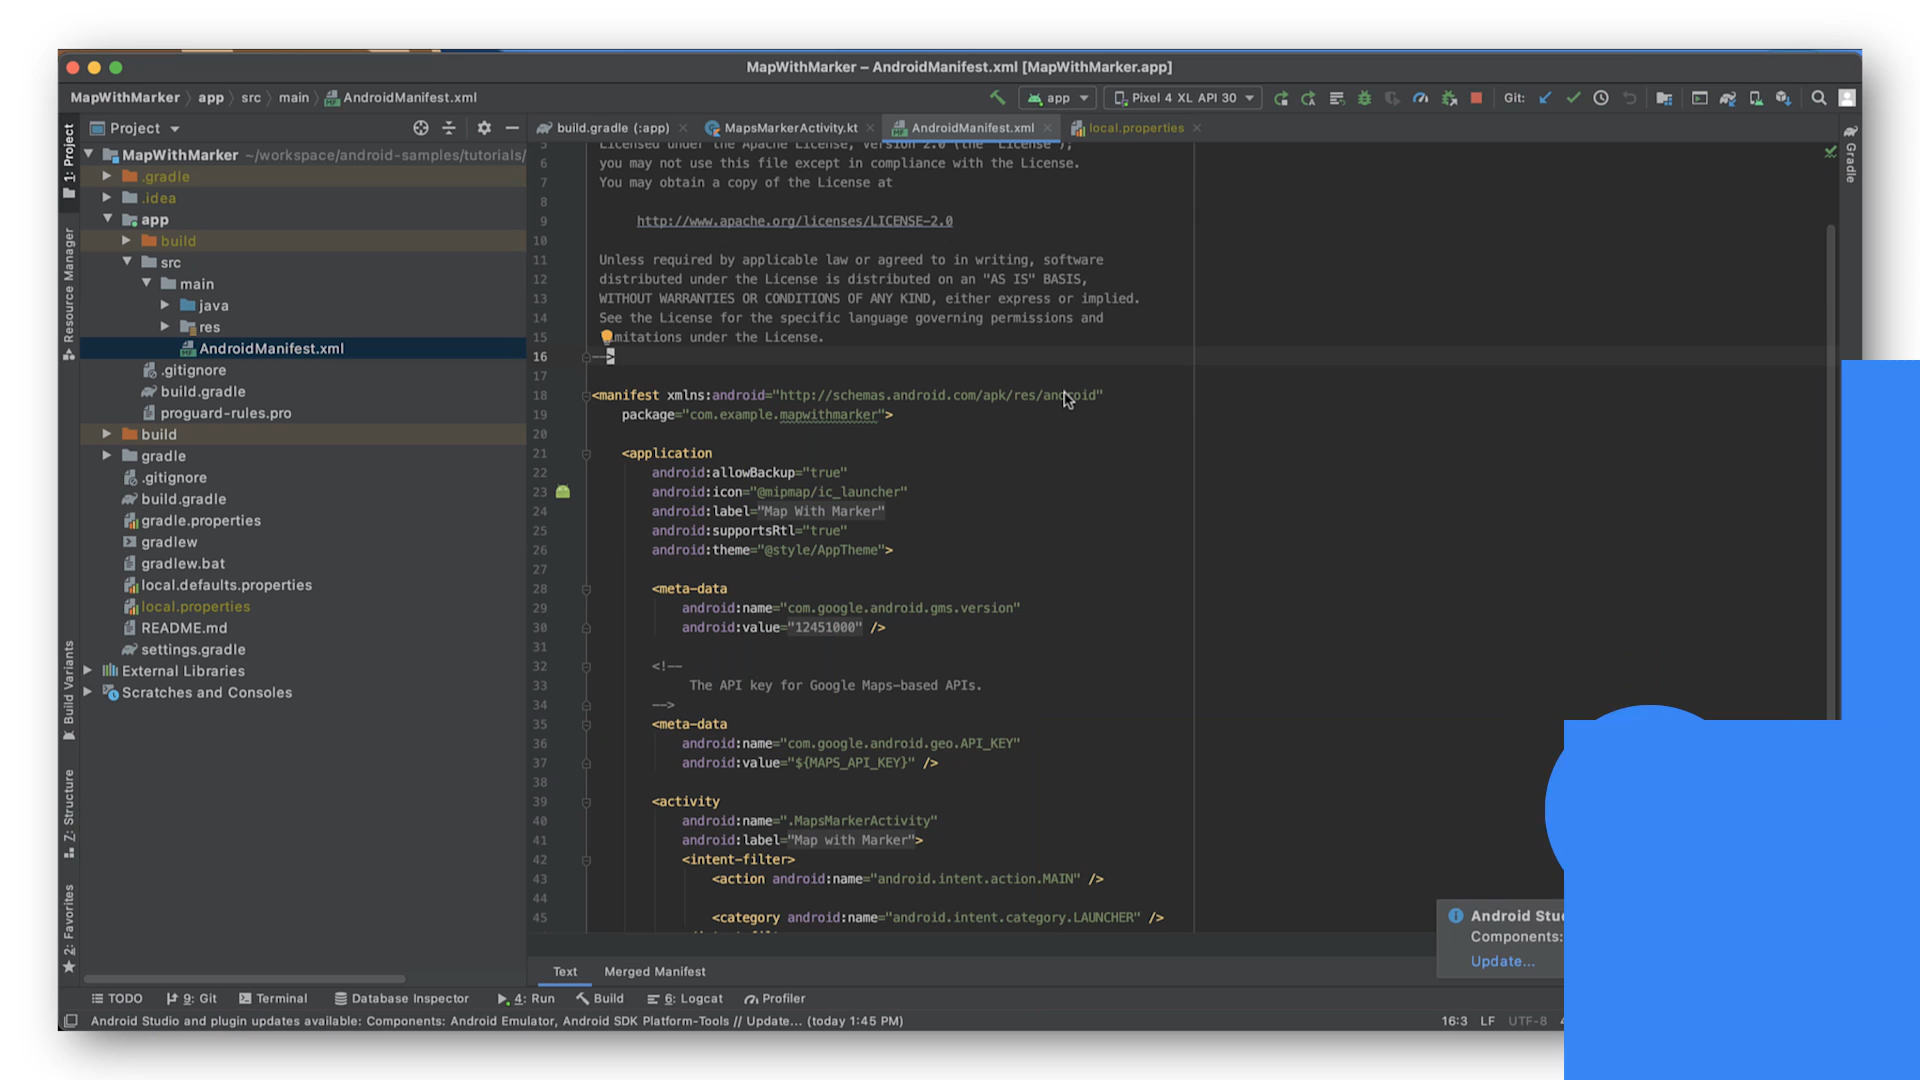 MapWithMarker – AndroidManifest.xml [MapWithMarker.app]
MapWithMarker app src main AndroidManifest.xml
app
Pixel 4 XL API 30
Git:
Project
build.gradle (:app)
MapsMarkerActivity.kt
AndroidManifest.xml
local.properties
1: Project
Resource Manager
Build Variants
Z: Structure
2: Favorites
Gradle
MapWithMarker ~/workspace/android-samples/tutorials/
.gradle
.idea
app
build
src
main
java
res
AndroidManifest.xml
.gitignore
build.gradle
proguard-rules.pro
build
gradle
.gitignore
build.gradle
gradle.properties
gradlew
gradlew.bat
local.defaults.properties
local.properties
README.md
settings.gradle
External Libraries
Scratches and Consoles
5 Licensed under the Apache License, Version 2.0 (the "License");
6 you may not use this file except in compliance with the License.
7 You may obtain a copy of the License at
8
9 http://www.apache.org/licenses/LICENSE-2.0
10
11 Unless required by applicable law or agreed to in writing, software
12 distributed under the License is distributed on an "AS IS" BASIS,
13 WITHOUT WARRANTIES OR CONDITIONS OF ANY KIND, either express or implied.
14 See the License for the specific language governing permissions and
15 mitations under the License.
16 -->
17
18 <manifest xmlns:android="http://schemas.android.com/apk/res/android"
19 package="com.example.mapwithmarker">
20
21 <application
22 android:allowBackup="true"
23 android:icon="@mipmap/ic_launcher"
24 android:label="Map With Marker"
25 android:supportsRtl="true"
26 android:theme="@style/AppTheme">
27
28 <meta-data
29 android:name="com.google.android.gms.version"
30 android:value="12451000" />
31
32 <!--
33 The API key for Google Maps-based APIs.
34 -->
35 <meta-data
36 android:name="com.google.android.geo.API_KEY"
37 android:value="${MAPS_API_KEY}" />
38
39 <activity
40 android:name=".MapsMarkerActivity"
41 android:label="Map with Marker">
42 <intent-filter>
43 <action android:name="android.intent.action.MAIN" />
44
45 <category android:name="android.intent.category.LAUNCHER" />
Android Stu
Components:
Update...
Text
Merged Manifest
TODO
9: Git
Terminal
Database Inspector
4: Run
Build
6: Logcat
Profiler
Android Studio and plugin updates available: Components: Android Emulator, Android SDK Platform-Tools // Update... (today 1:45 PM)
16:3 LF UTF-8